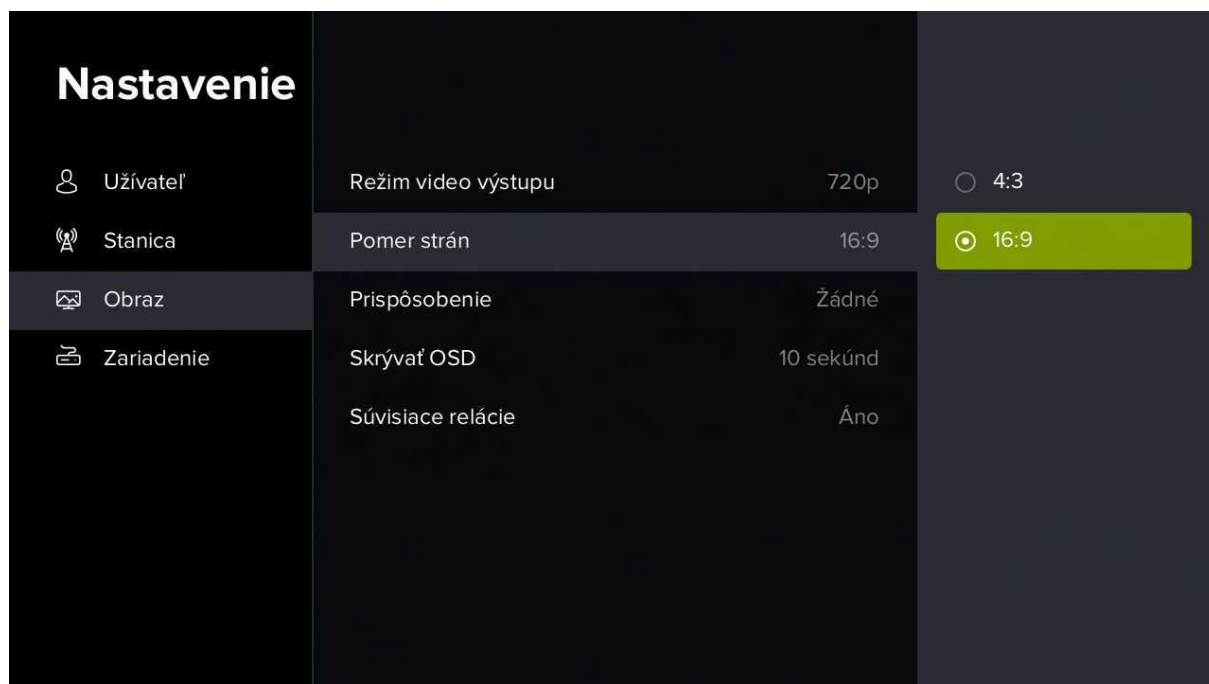 Nastavenie
Užívateľ
Stanica
Obraz
Zariadenie
Režim video výstupu 720p
Pomer strán 16:9
Prispôsobenie Žádné
Skrývať OSD 10 sekúnd
Súvisiace relácie Áno
4:3
16:9